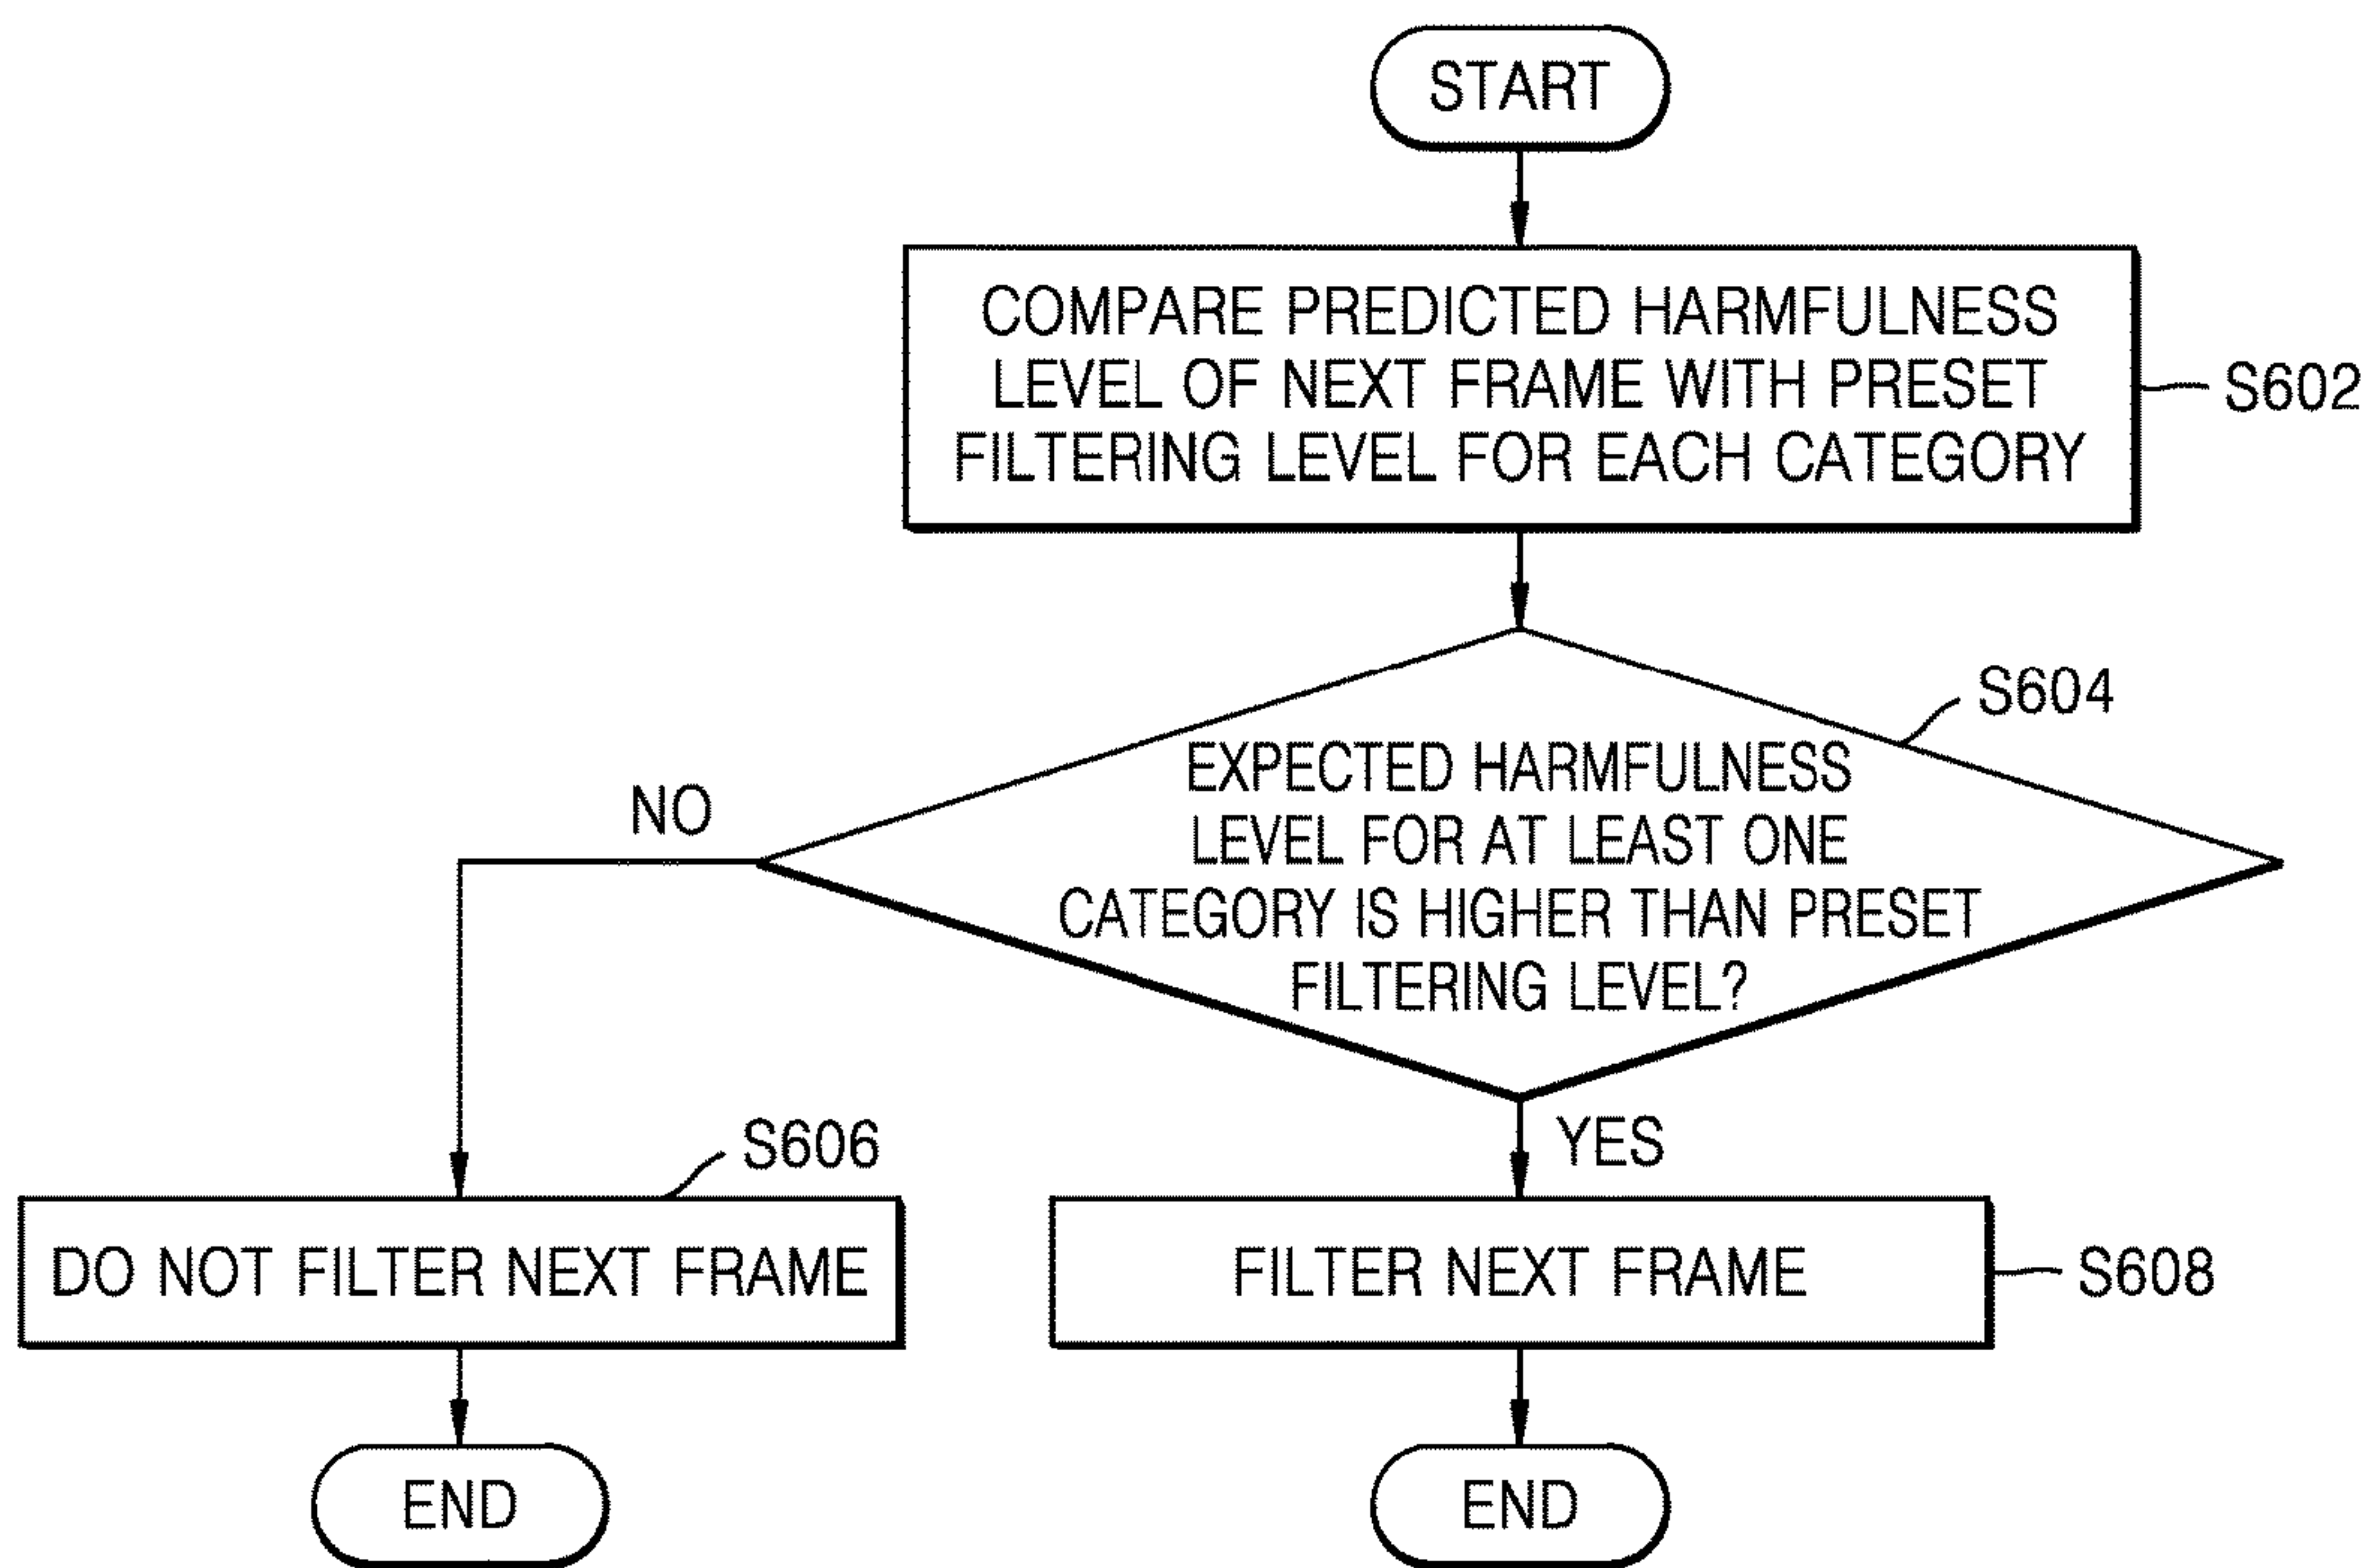 START
COMPARE PREDICTED HARMFULNESS
LEVEL OF NEXT FRAME WITH PRESET
FILTERING LEVEL FOR EACH CATEGORY
S602
S604
EXPECTED HARMFULNESS
LEVEL FOR AT LEAST ONE
CATEGORY IS HIGHER THAN PRESET
FILTERING LEVEL?
NO
YES
S606
DO NOT FILTER NEXT FRAME
FILTER NEXT FRAME
S608
END
END